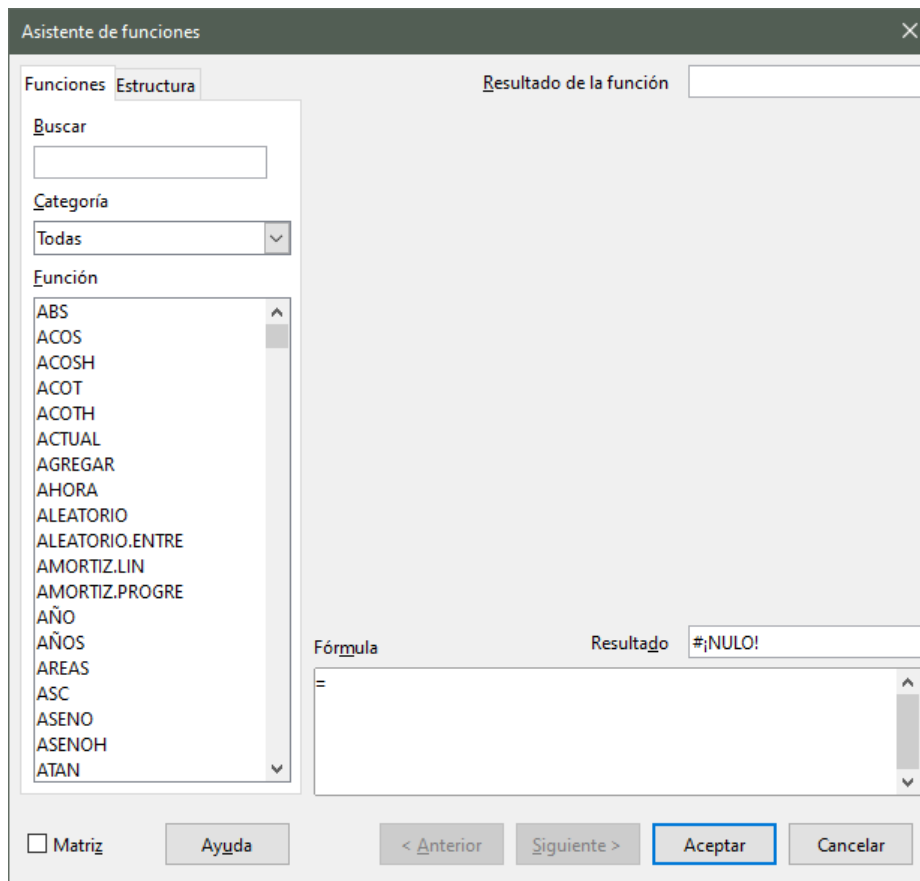 Asistente de funciones
Funciones Estructura
Resultado de la función
Buscar
Categoría
Todas
Función
ABS
ACOS
ACOSH
ACOT
ACOTH
ACTUAL
AGREGAR
AHORA
ALEATORIO
ALEATORIO.ENTRE
AMORTIZ.LIN
AMORTIZ.PROGRE
AÑO
AÑOS
AREAS
ASC
ASENO
ASENOH
ATAN
Fórmula
Resultado #¡NULO!
=
Matriz Ayuda < Anterior Siguiente > Aceptar Cancelar